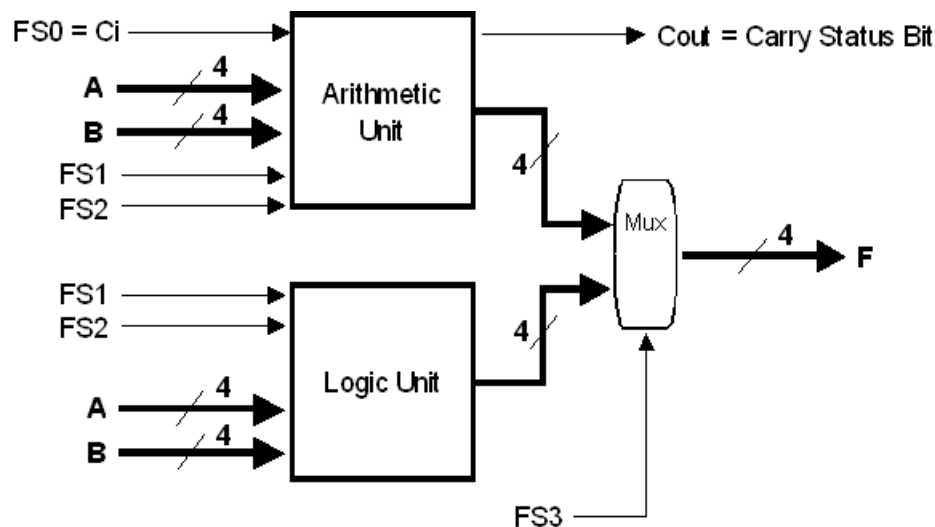 FS0 = Ci
Cout = Carry Status Bit
A
4
B
4
Arithmetic
Unit
FS1
FS2
4
Mux
4
F
FS1
FS2
4
Logic Unit
A
4
B
4
FS3